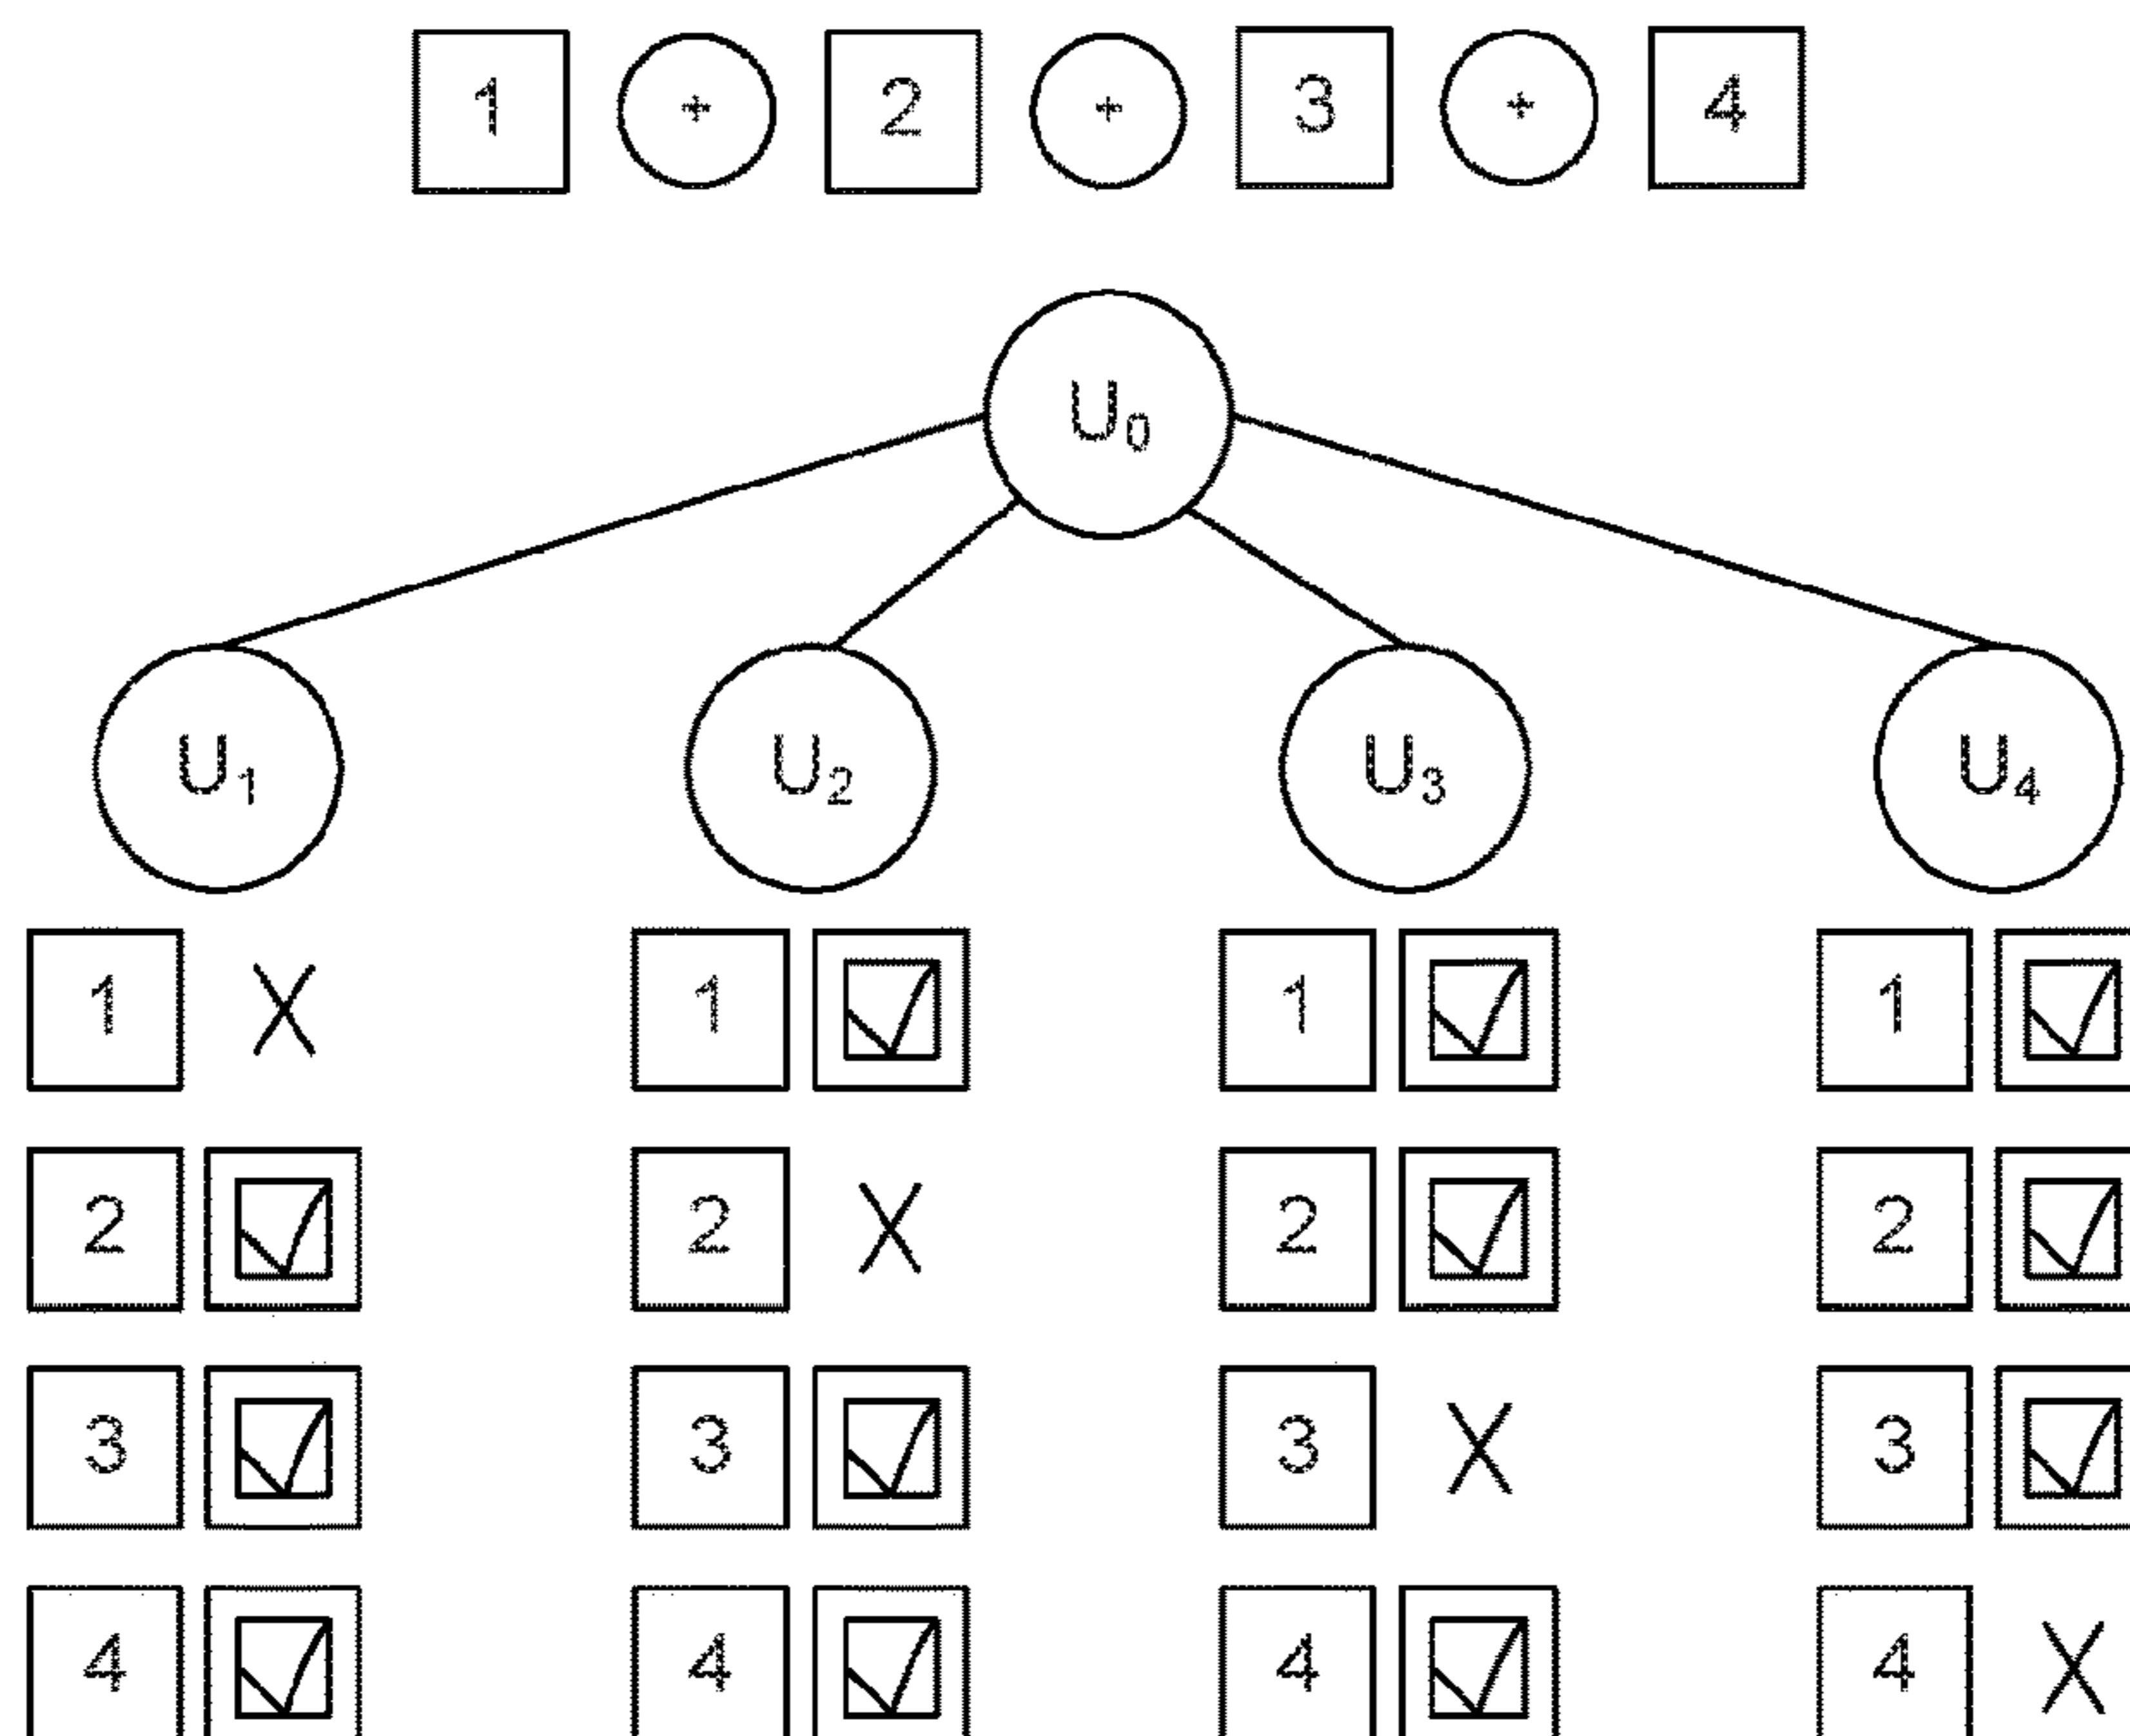 1 + 2 + 3 + 4
U₀
U₁ U₂ U₃ U₄
1 X 1 1 1
2 2 X 2 2
3 3 3 X 3
4 4 4 4 X